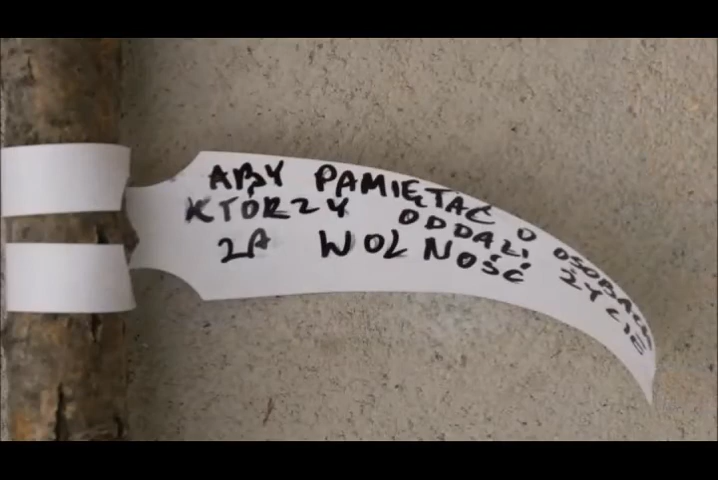 ABY PAMIĘTAĆ O OSOBACH
KTÓRZY ODDALI ŻYCIE
ZA WOLNOŚĆ